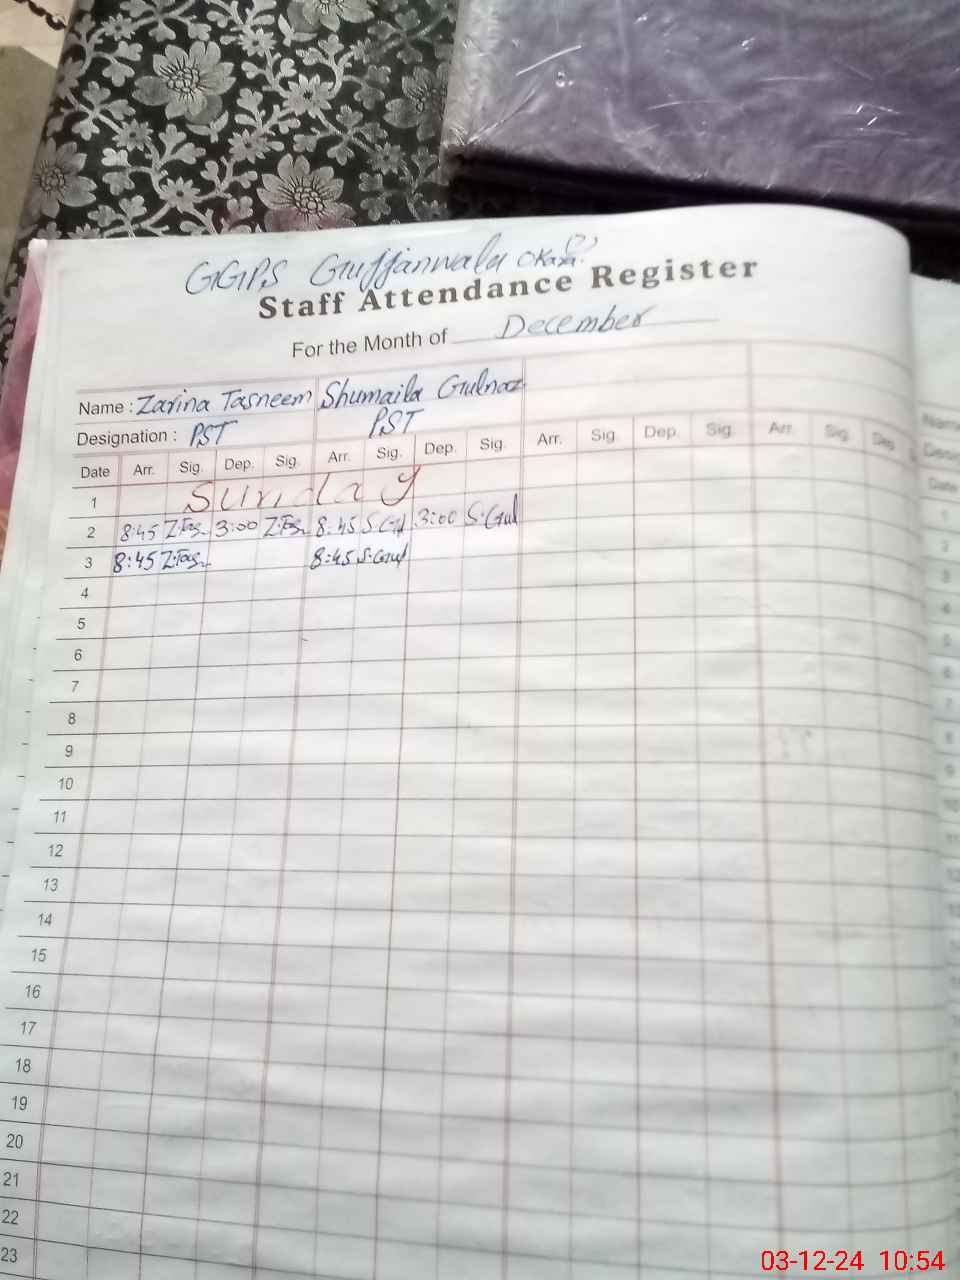 GGPS Gujjanwala
Staff Attendance Register
For the Month of December
Name : Zarina Tasneem Shumaila Gulnaz
Designation : PST PST
Date Arr. Sig. Dep. Sig. Arr. Sig. Dep. Sig. Arr. Sig. Dep. Sig. Arr. Sig. Dep.
1 Sunday
2 8:45 Z.Tas 3:00 Z.Tas 8:45 S.Gul 3:00 S.Gul
3 8:45 Z.Tas 8:45 S.Gul
4
5
6
7
8
9
10
11
12
13
14
15
16
17
18
19
20
21
22
23
03-12-24 10:54